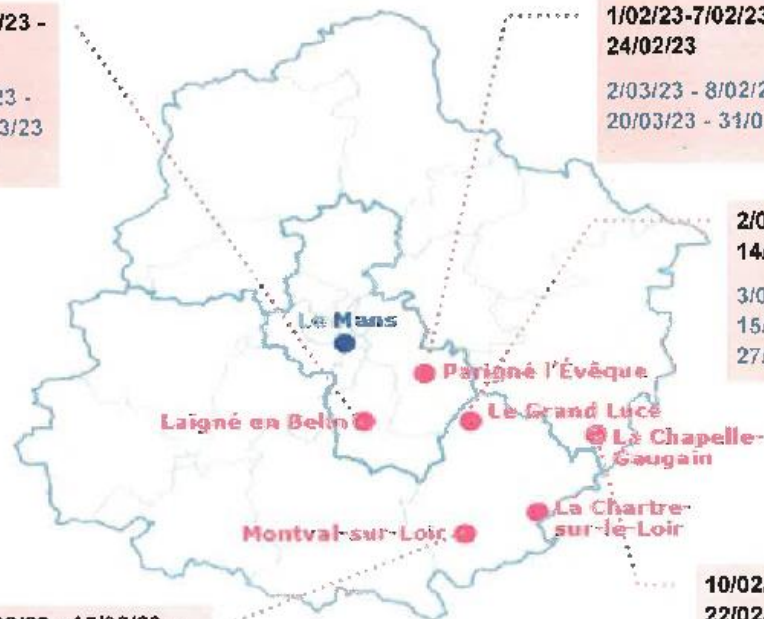 /23 -
23 -
3/23
1/02/23-7/02/23
24/02/23
2/03/23 - 8/02/2
20/03/23 - 31/0
2/0
14/
3/0
15/
27/
Le Mans
Parigné l'Évêque
Laigné en Belin
Le Grand Lucé
La Chapelle-
Gaugain
La Chartre-
sur-le-Loir
Montval-sur-Loir
10/02
22/02